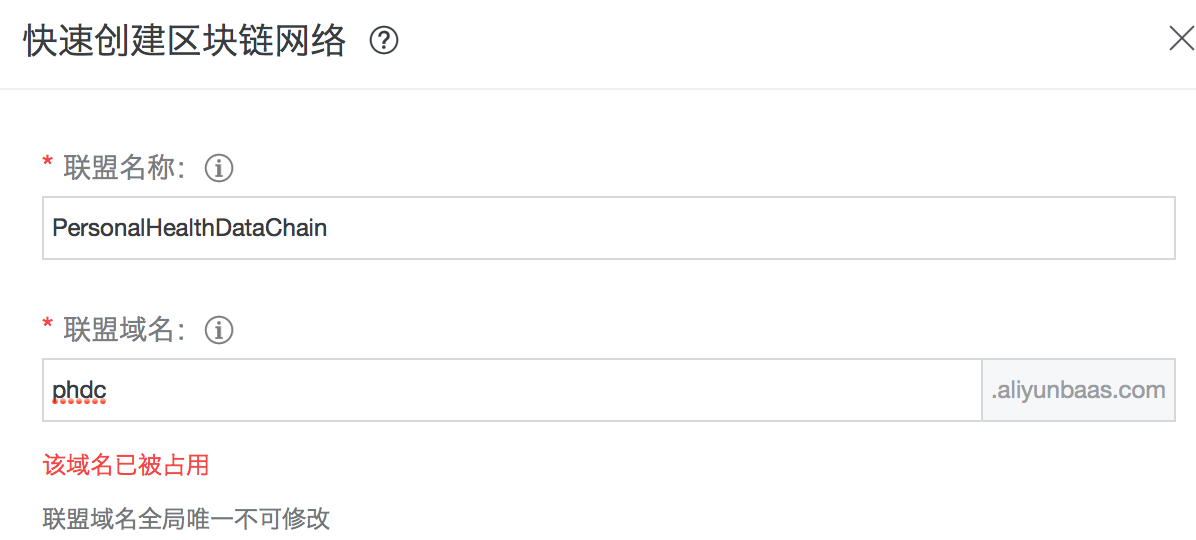 快速创建区块链网络
* 联盟名称：
PersonalHealthDataChain
* 联盟域名：
phdc .aliyunbaas.com
该域名已被占用
联盟域名全局唯一不可修改